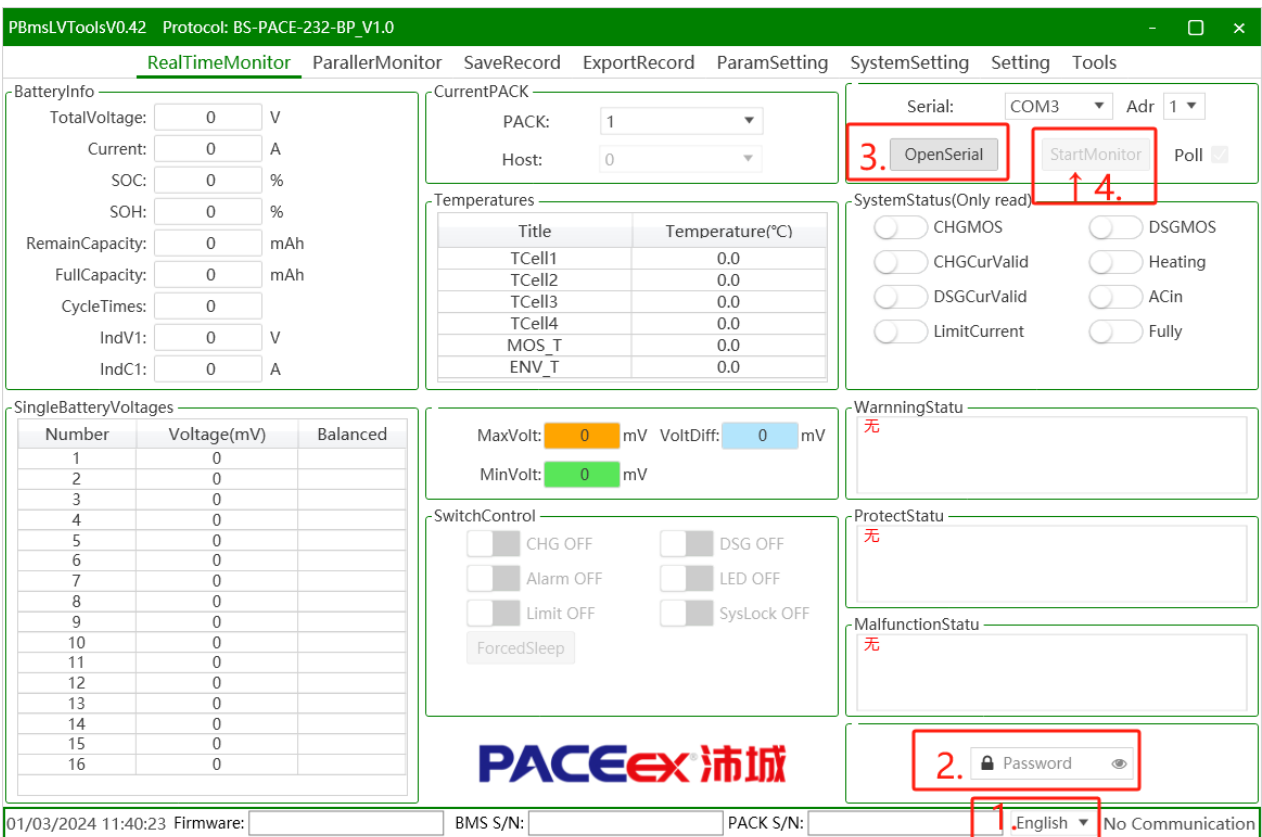 PBmsLVToolsV0.42 Protocol: BS-PACE-232-BP_V1.0
RealTimeMonitor ParallerMonitor SaveRecord ExportRecord ParamSetting SystemSetting Setting Tools
BatteryInfo
TotalVoltage: 0 V
Current: 0 A
SOC: 0 %
SOH: 0 %
RemainCapacity: 0 mAh
FullCapacity: 0 mAh
CycleTimes: 0
IndV1: 0 V
IndC1: 0 A
CurrentPACK
PACK: 1
Host: 0
Serial: COM3 Adr 1
3. OpenSerial StartMonitor Poll
↑ 4.
Temperatures
Title Temperature(℃)
TCell1 0.0
TCell2 0.0
TCell3 0.0
TCell4 0.0
MOS_T 0.0
ENV_T 0.0
SystemStatus(Only read)
CHGMOS DSGMOS
CHGCurValid Heating
DSGCurValid ACin
LimitCurrent Fully
SingleBatteryVoltages
Number Voltage(mV) Balanced
1 0
2 0
3 0
4 0
5 0
6 0
7 0
8 0
9 0
10 0
11 0
12 0
13 0
14 0
15 0
16 0
MaxVolt: 0 mV VoltDiff: 0 mV
MinVolt: 0 mV
SwitchControl
CHG OFF DSG OFF
Alarm OFF LED OFF
Limit OFF SysLock OFF
ForcedSleep
PACEex® 沛城
WarnningStatu
无
ProtectStatu
无
MalfunctionStatu
无
2. Password
01/03/2024 11:40:23 Firmware: BMS S/N: PACK S/N: 1. English No Communication